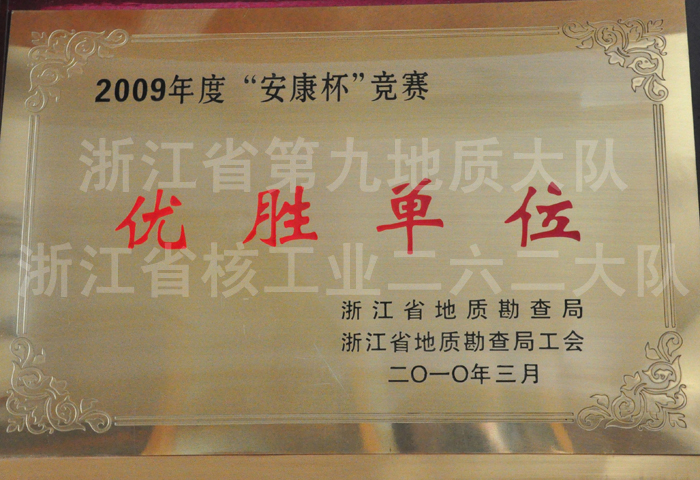 2009年度“安康杯”竞赛
浙江省第九地质大队
优胜单位
浙江省核工业二六二大队
浙江省地质勘查局
浙江省地质勘查局工会
二〇一〇年三月